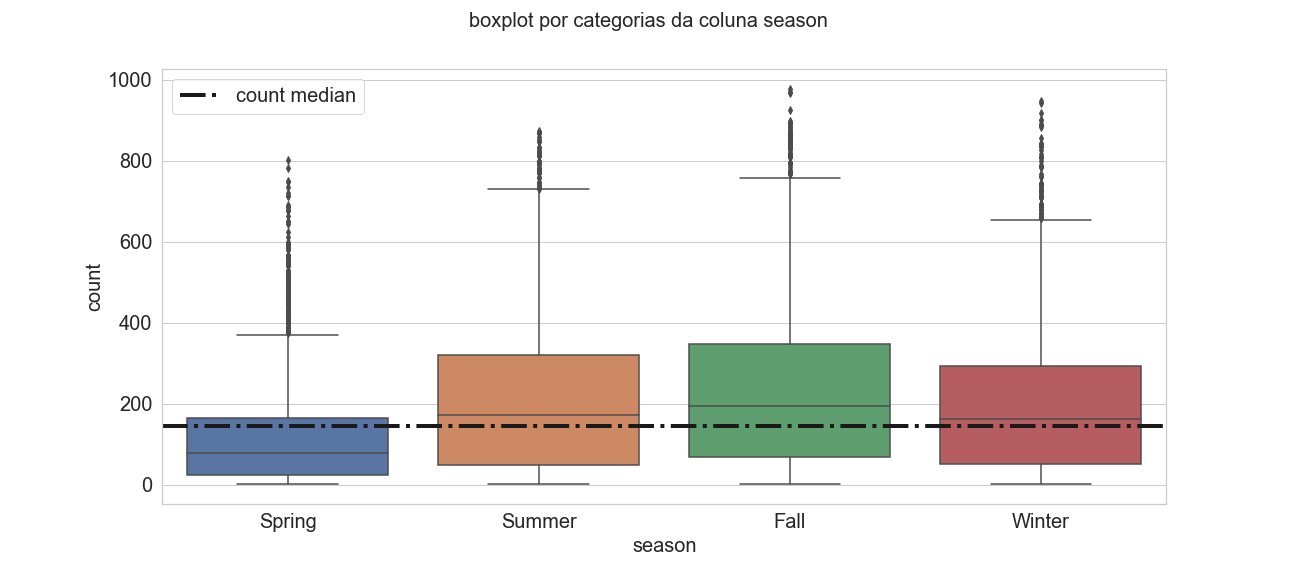 boxplot por categorias da coluna season
count median
1000
800
600
400
200
0
count
Spring Summer Fall Winter
season